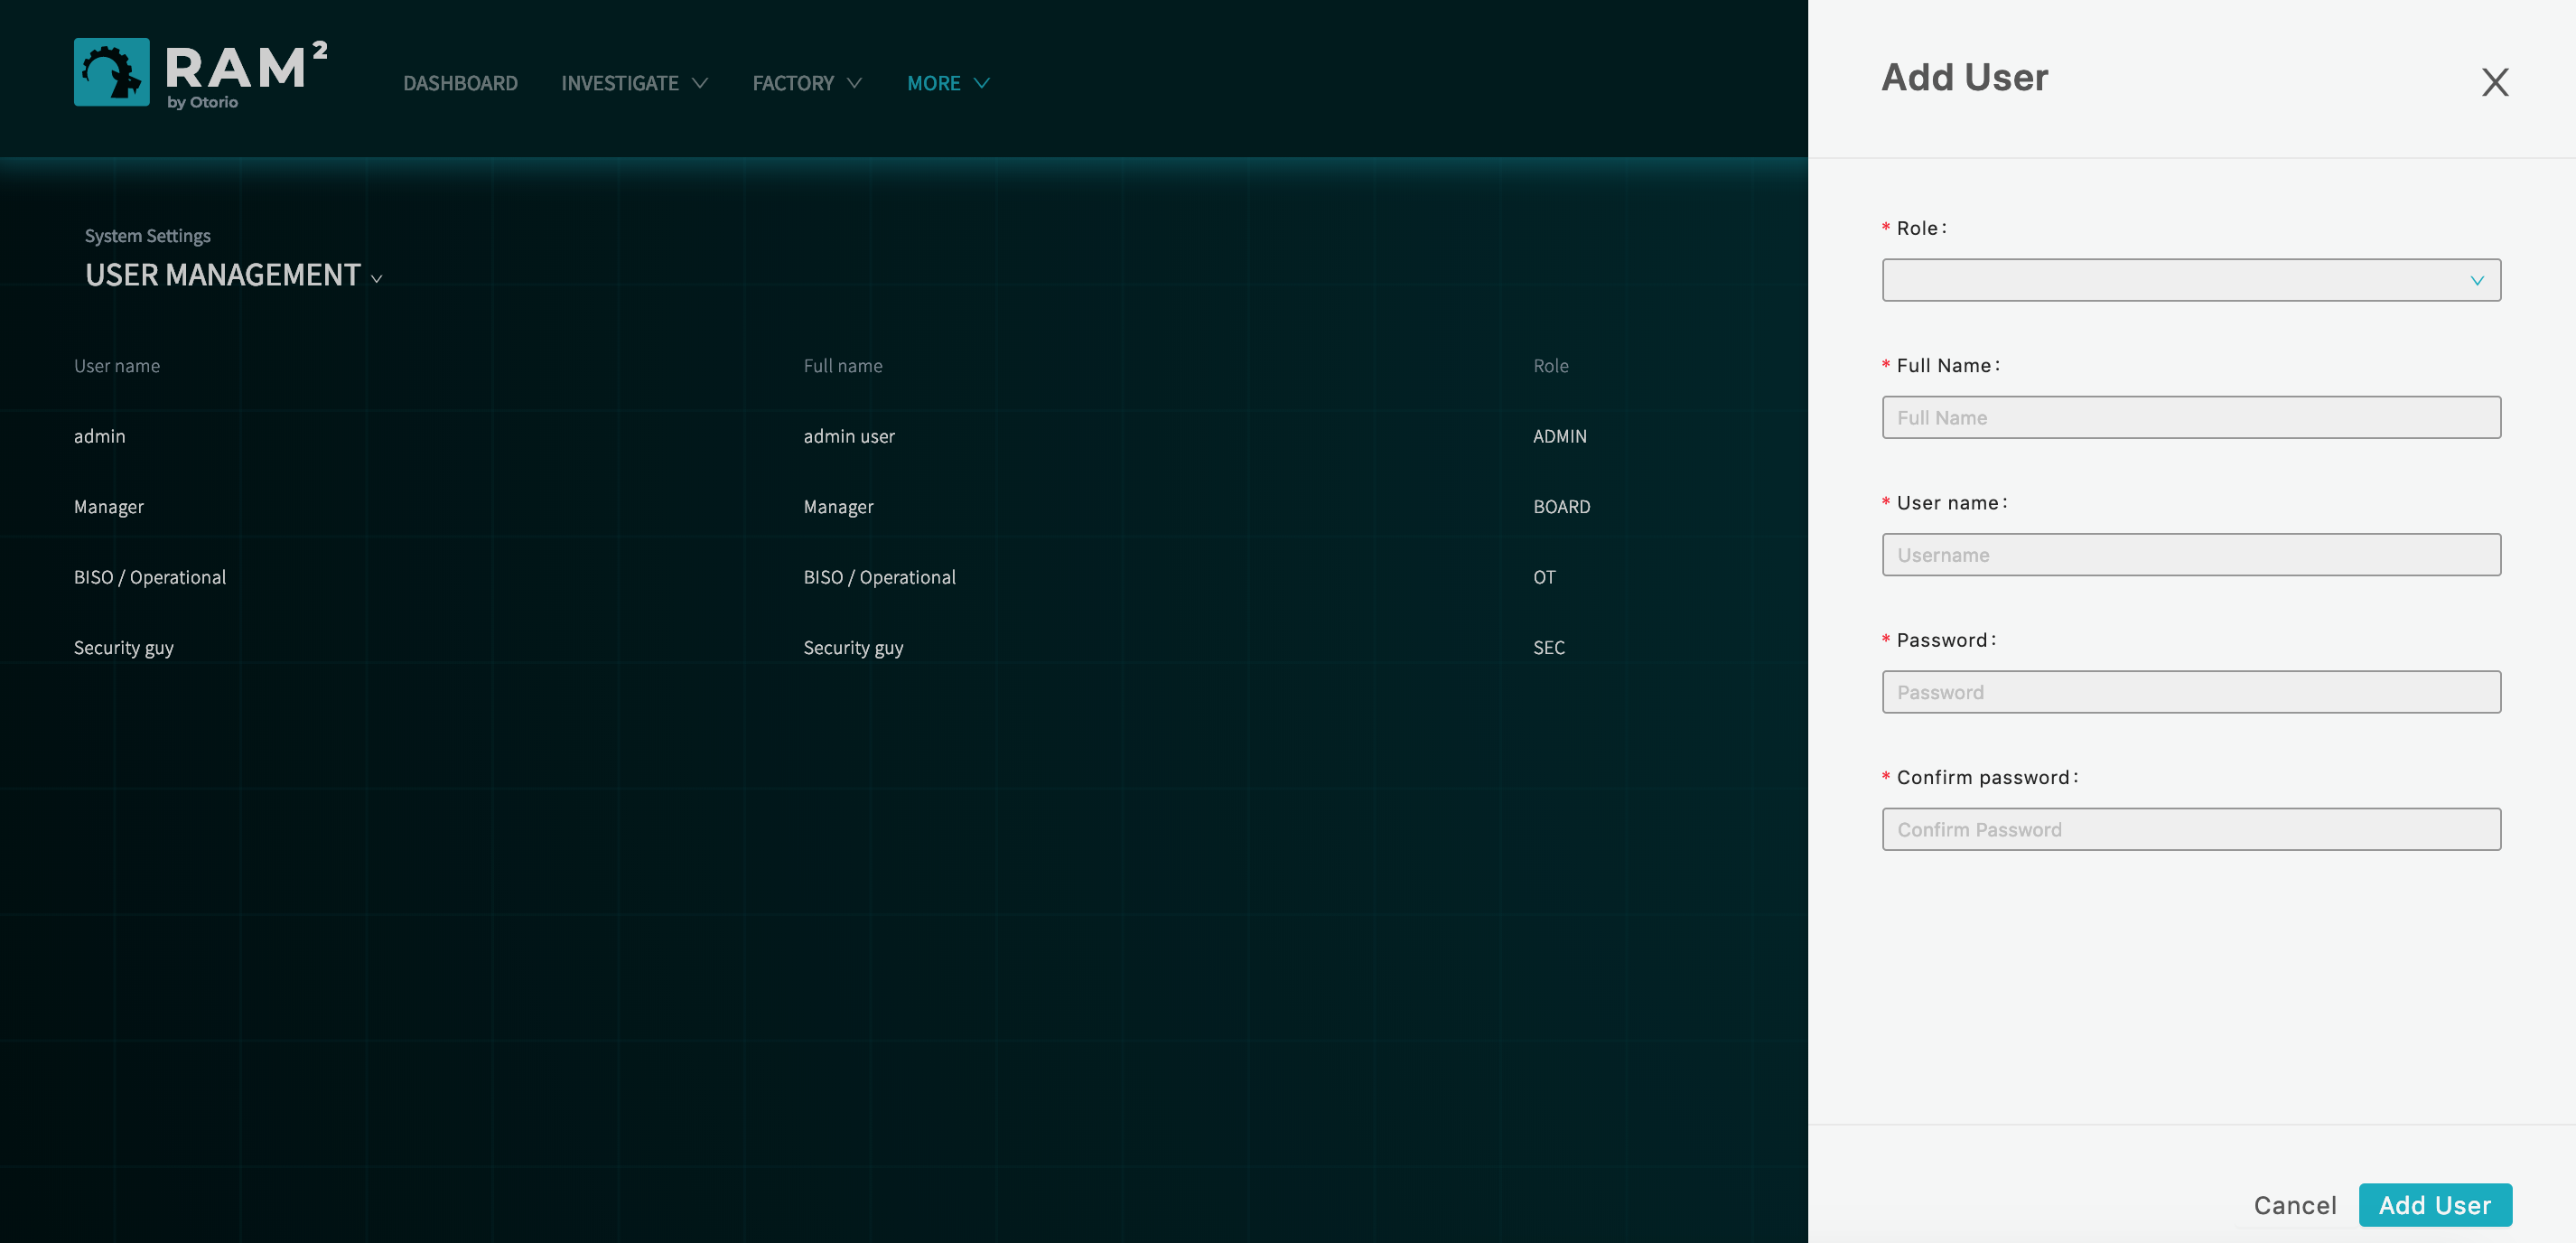 RAM²
by Otorio
DASHBOARD INVESTIGATE FACTORY MORE
System Settings
USER MANAGEMENT
User name Full name Role
admin admin user ADMIN
Manager Manager BOARD
BISO / Operational BISO / Operational OT
Security guy Security guy SEC
Add User
* Role:
* Full Name:
Full Name
* User name:
Username
* Password:
Password
* Confirm password:
Confirm Password
Cancel Add User